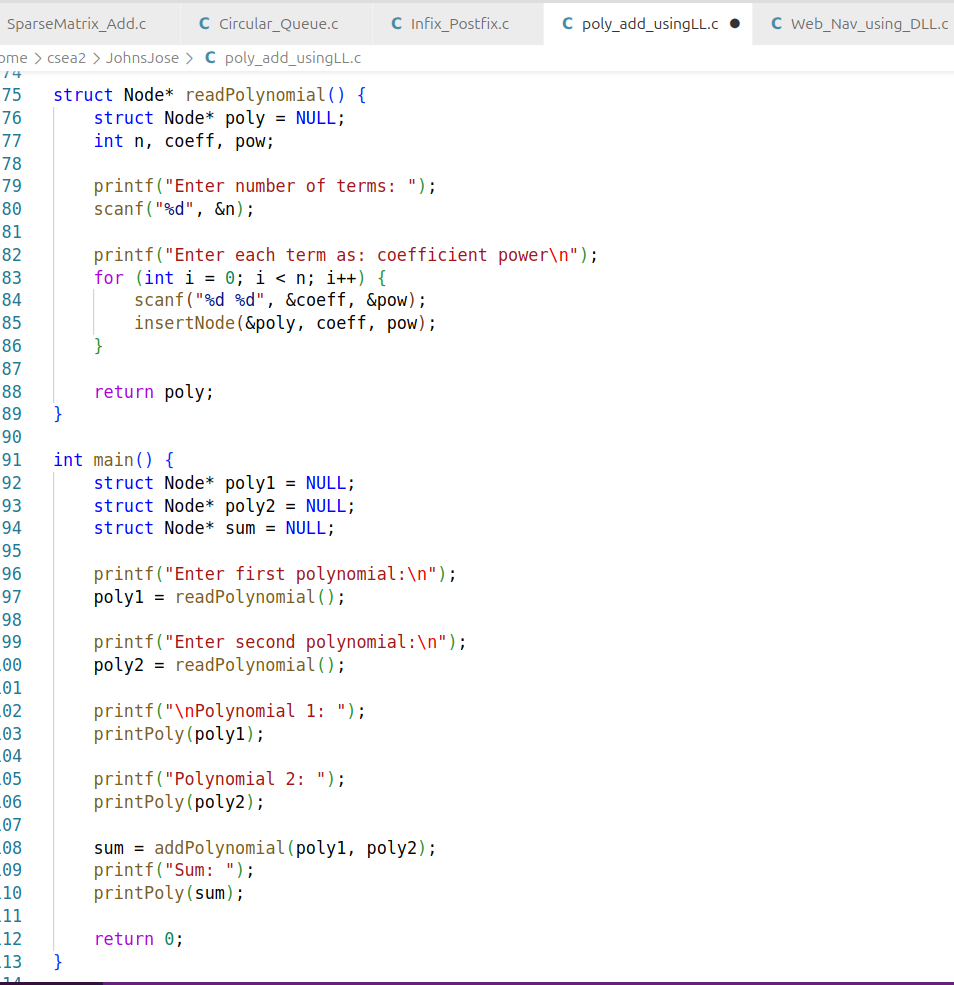 SparseMatrix_Add.c C Circular_Queue.c C Infix_Postfix.c C poly_add_usingLL.c ● C Web_Nav_using_DLL.c
ome > csea2 > JohnsJose > C poly_add_usingLL.c
74
75 struct Node* readPolynomial() {
76     struct Node* poly = NULL;
77     int n, coeff, pow;
78
79     printf("Enter number of terms: ");
80     scanf("%d", &n);
81
82     printf("Enter each term as: coefficient power\n");
83     for (int i = 0; i < n; i++) {
84         scanf("%d %d", &coeff, &pow);
85         insertNode(&poly, coeff, pow);
86     }
87
88     return poly;
89 }
90
91 int main() {
92     struct Node* poly1 = NULL;
93     struct Node* poly2 = NULL;
94     struct Node* sum = NULL;
95
96     printf("Enter first polynomial:\n");
97     poly1 = readPolynomial();
98
99     printf("Enter second polynomial:\n");
00     poly2 = readPolynomial();
01
02     printf("\nPolynomial 1: ");
03     printPoly(poly1);
04
05     printf("Polynomial 2: ");
06     printPoly(poly2);
07
08     sum = addPolynomial(poly1, poly2);
09     printf("Sum: ");
10     printPoly(sum);
11
12     return 0;
13 }